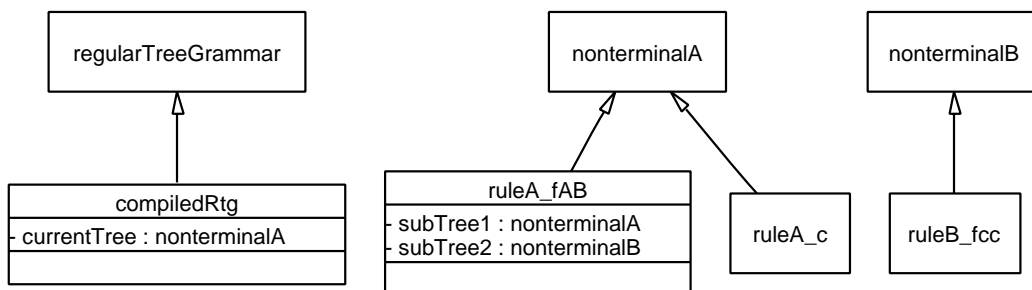 regularTreeGrammar
nonterminalA
nonterminalB
compiledRtg
- currentTree : nonterminalA
ruleA_fAB
- subTree1 : nonterminalA
- subTree2 : nonterminalB
ruleA_c
ruleB_fcc